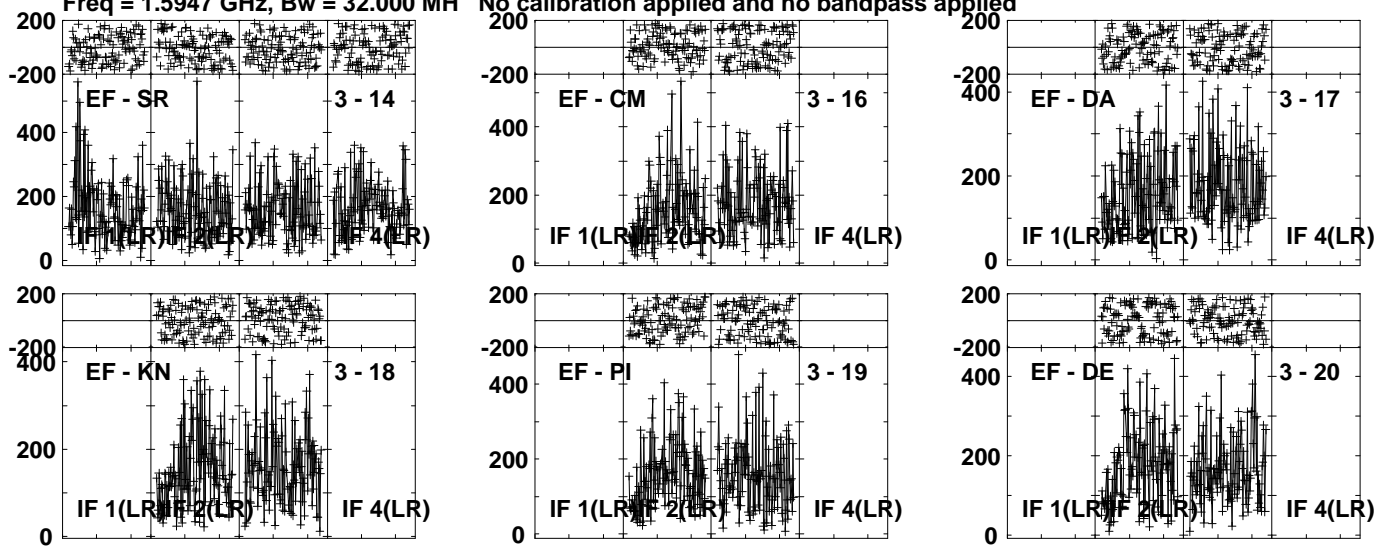 Freq = 1.5947 GHz, Bw = 32.000 MH No calibration applied and no bandpass applied
200
-200
EF - SR 3 - 14
400
200
IF 1(LR) IF 2(LR) IF 4(LR)
0
EF - CM 3 - 16
400
200
IF 1(LR) IF 2(LR) IF 4(LR)
0
200
-200
400
EF - DA 3 - 17
200
IF 1(LR) IF 2(LR) IF 4(LR)
0
200
-200
400
EF - KN 3 - 18
200
IF 1(LR) IF 2(LR) IF 4(LR)
0
200
-200
EF - PI 3 - 19
400
200
IF 1(LR) IF 2(LR) IF 4(LR)
0
200
-200
EF - DE 3 - 20
400
200
IF 1(LR) IF 2(LR) IF 4(LR)
0